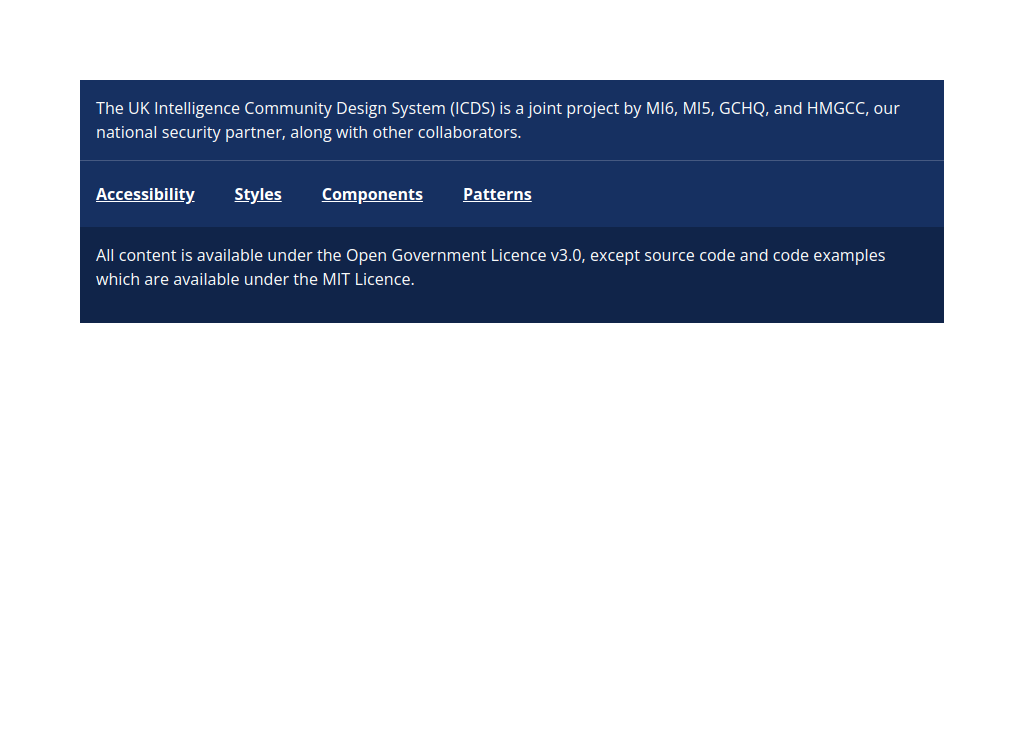 The UK Intelligence Community Design System (ICDS) is a joint project by MI6, MI5, GCHQ, and HMGCC, our
national security partner, along with other collaborators.
Accessibility Styles Components Patterns
All content is available under the Open Government Licence v3.0, except source code and code examples
which are available under the MIT Licence.